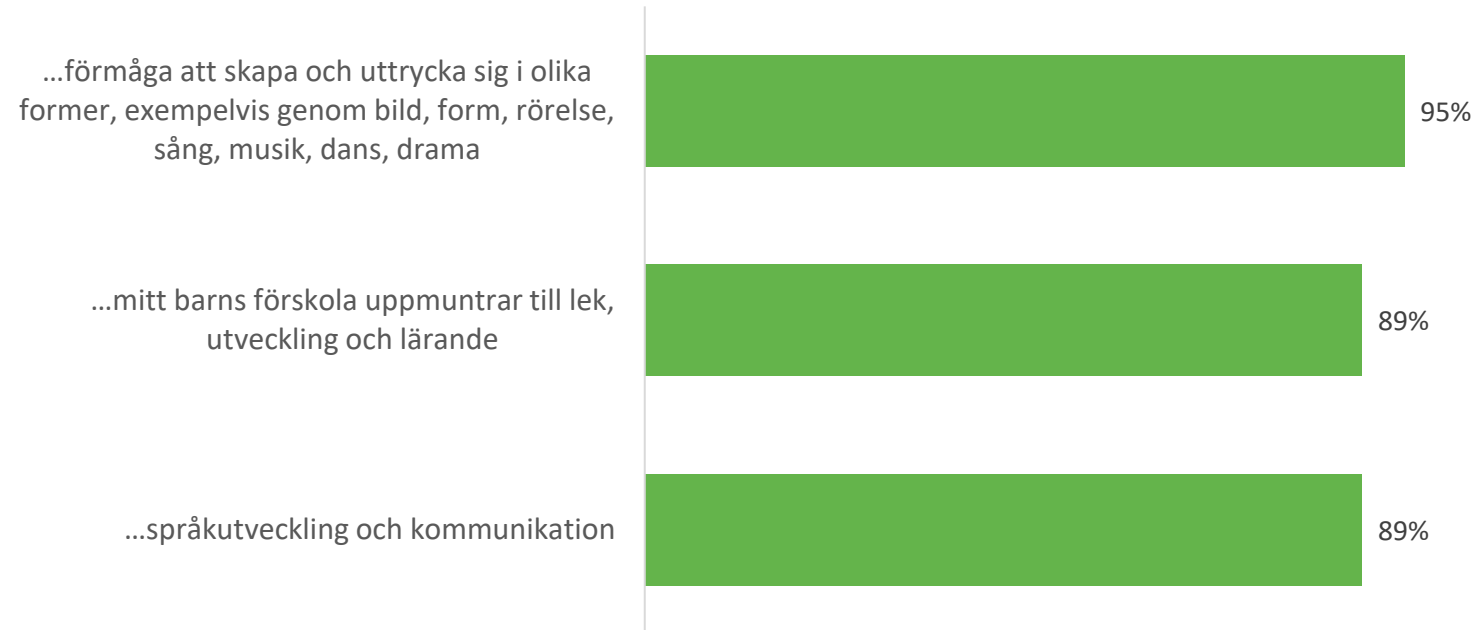 …förmåga att skapa och uttrycka sig i olika
former, exempelvis genom bild, form, rörelse,
sång, musik, dans, drama
95%
…mitt barns förskola uppmuntrar till lek,
utveckling och lärande
89%
…språkutveckling och kommunikation
89%